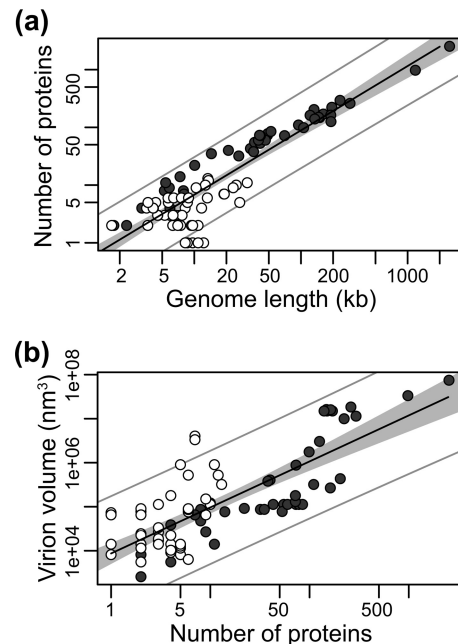 (a)
Number of proteins
500
50
5
1
2
5
20
50
200
1000
Genome length (kb)
(b)
Virion volume (nm³)
1e+08
1e+06
1e+04
1
5
50
500
Number of proteins